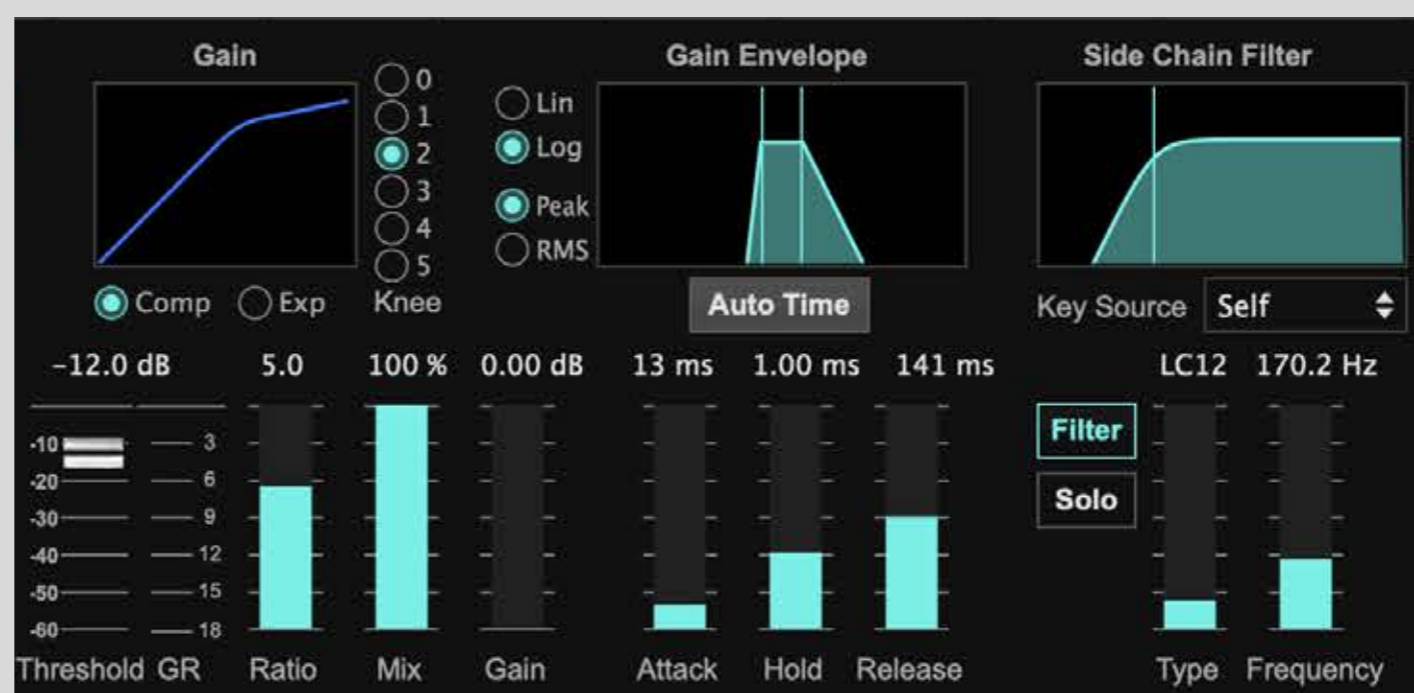 Gain
Gain Envelope
Side Chain Filter
0
1
2
3
4
5
Knee
Comp
Exp
Lin
Log
Peak
RMS
Auto Time
Key Source
Self
-12.0 dB
5.0
100 %
0.00 dB
13 ms
1.00 ms
141 ms
LC12
170.2 Hz
-10
-20
-30
-40
-50
-60
3
6
9
12
15
18
Filter
Solo
Threshold
GR
Ratio
Mix
Gain
Attack
Hold
Release
Type
Frequency